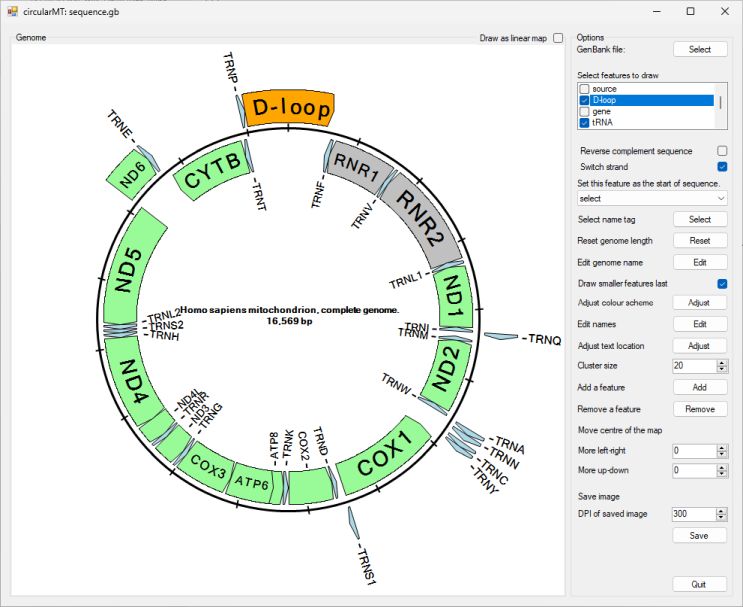 circularMT: sequence.gb
Genome
Draw as linear map
TRNP
D-loop
TRNE
ND6
CYTB
TRNT
TRNF
RNR1
TRNV
RNR2
TRNL1
ND5
ND1
Homo sapiens mitochondrion, complete genome.
16,569 bp
TRNL2
TRNS2
TRNH
TRNI
TRNM
TRNQ
ND4
ND2
TRNW
ND4L
TRNR
ND3
TRNG
COX3
ATP6
ATP8
TRNK
COX2
TRND
COX1
TRNA
TRNN
TRNC
TRNY
TRNS1
Options
GenBank file:
Select
Select features to draw
source
D-loop
gene
tRNA
Reverse complement sequence
Switch strand
Set this feature as the start of sequence.
select
Select name tag
Select
Reset genome length
Reset
Edit genome name
Edit
Draw smaller features last
Adjust colour scheme
Adjust
Edit names
Edit
Adjust text location
Adjust
Cluster size
20
Add a feature
Add
Remove a feature
Remove
Move centre of the map
More left-right
0
More up-down
0
Save image
DPI of saved image
300
Save
Quit